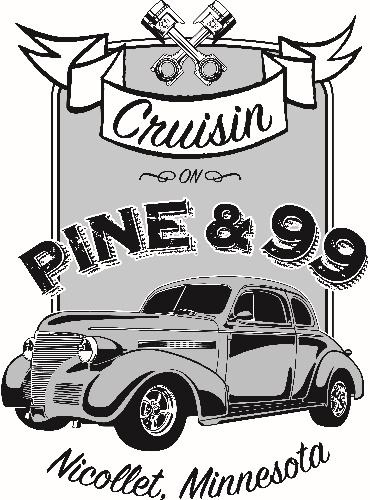 Cruisin
ON
PINE & 99
Nicollet, Minnesota